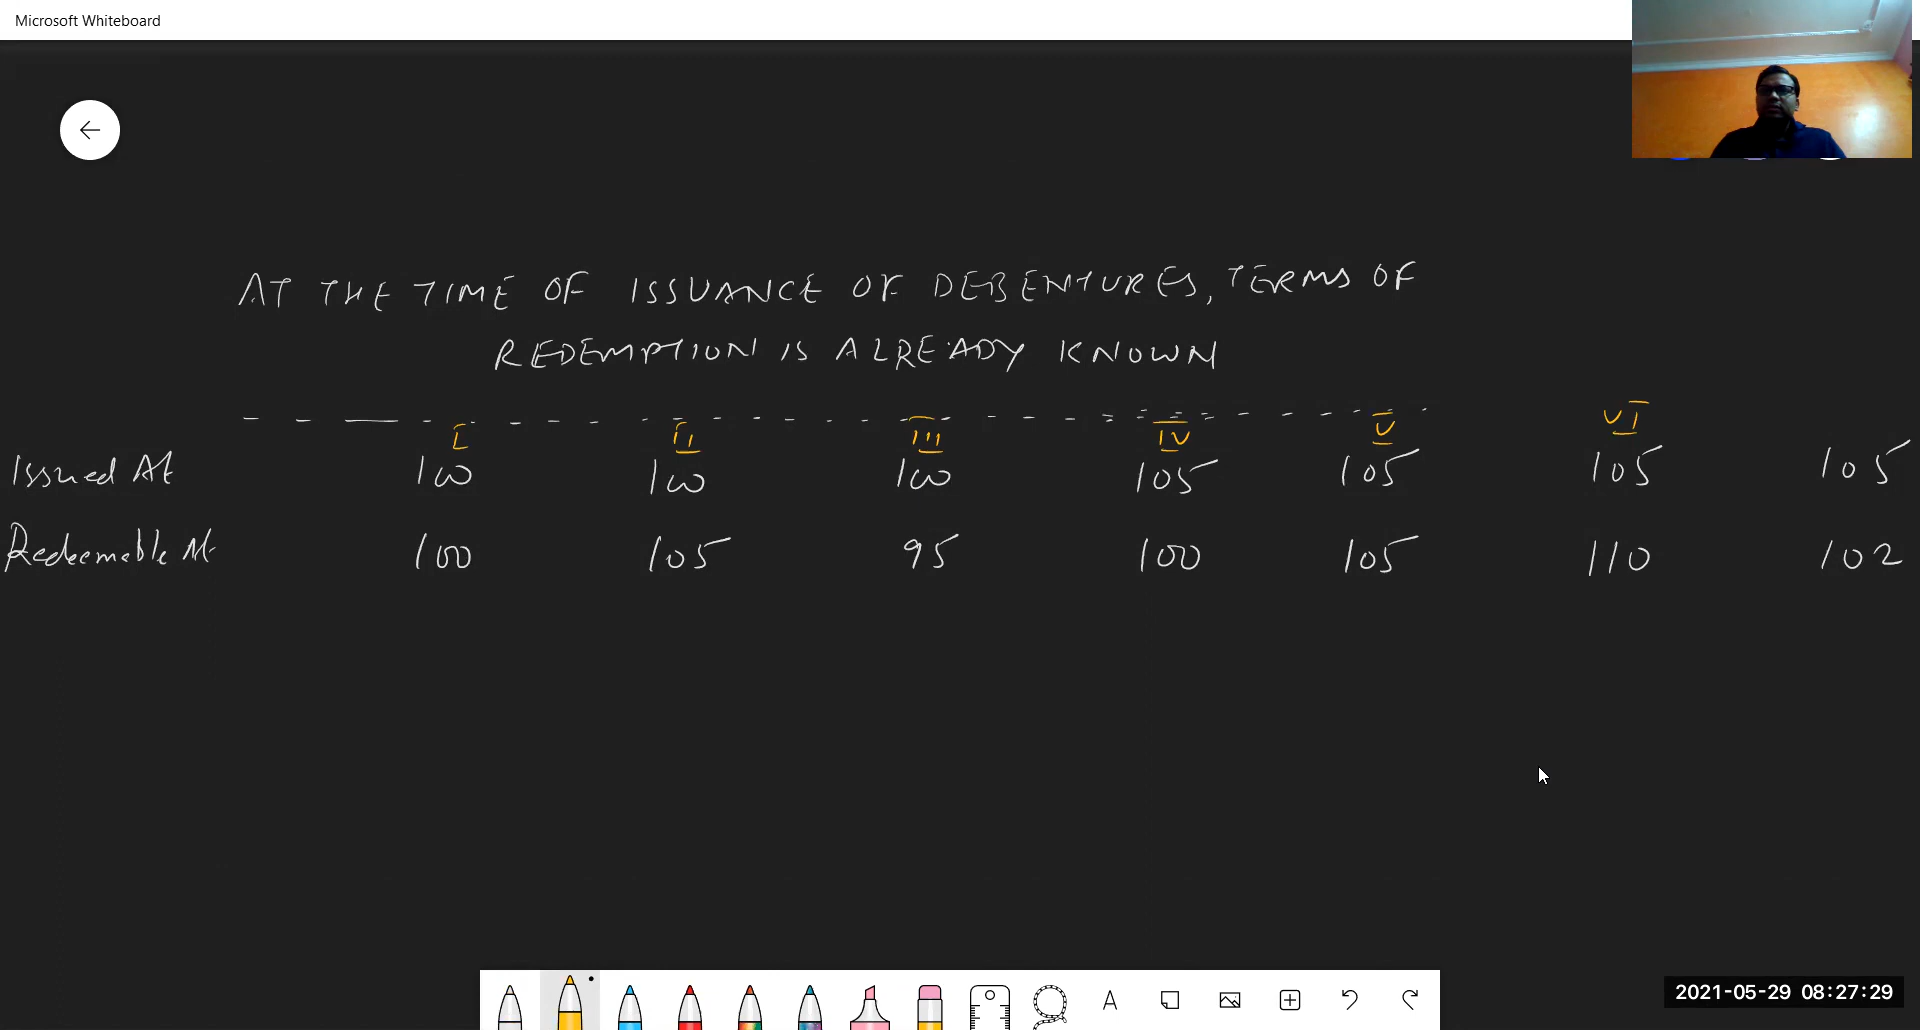 Microsoft Whiteboard
AT THE TIME OF ISSUANCE OF DEBENTURES, TERMS OF
REDEMPTION IS ALREADY KNOWN
I II III IV V VI
Issued At 100 100 100 105 105 105 105
Redeemable At 100 105 95 100 105 110 102
2021-05-29 08:27:29